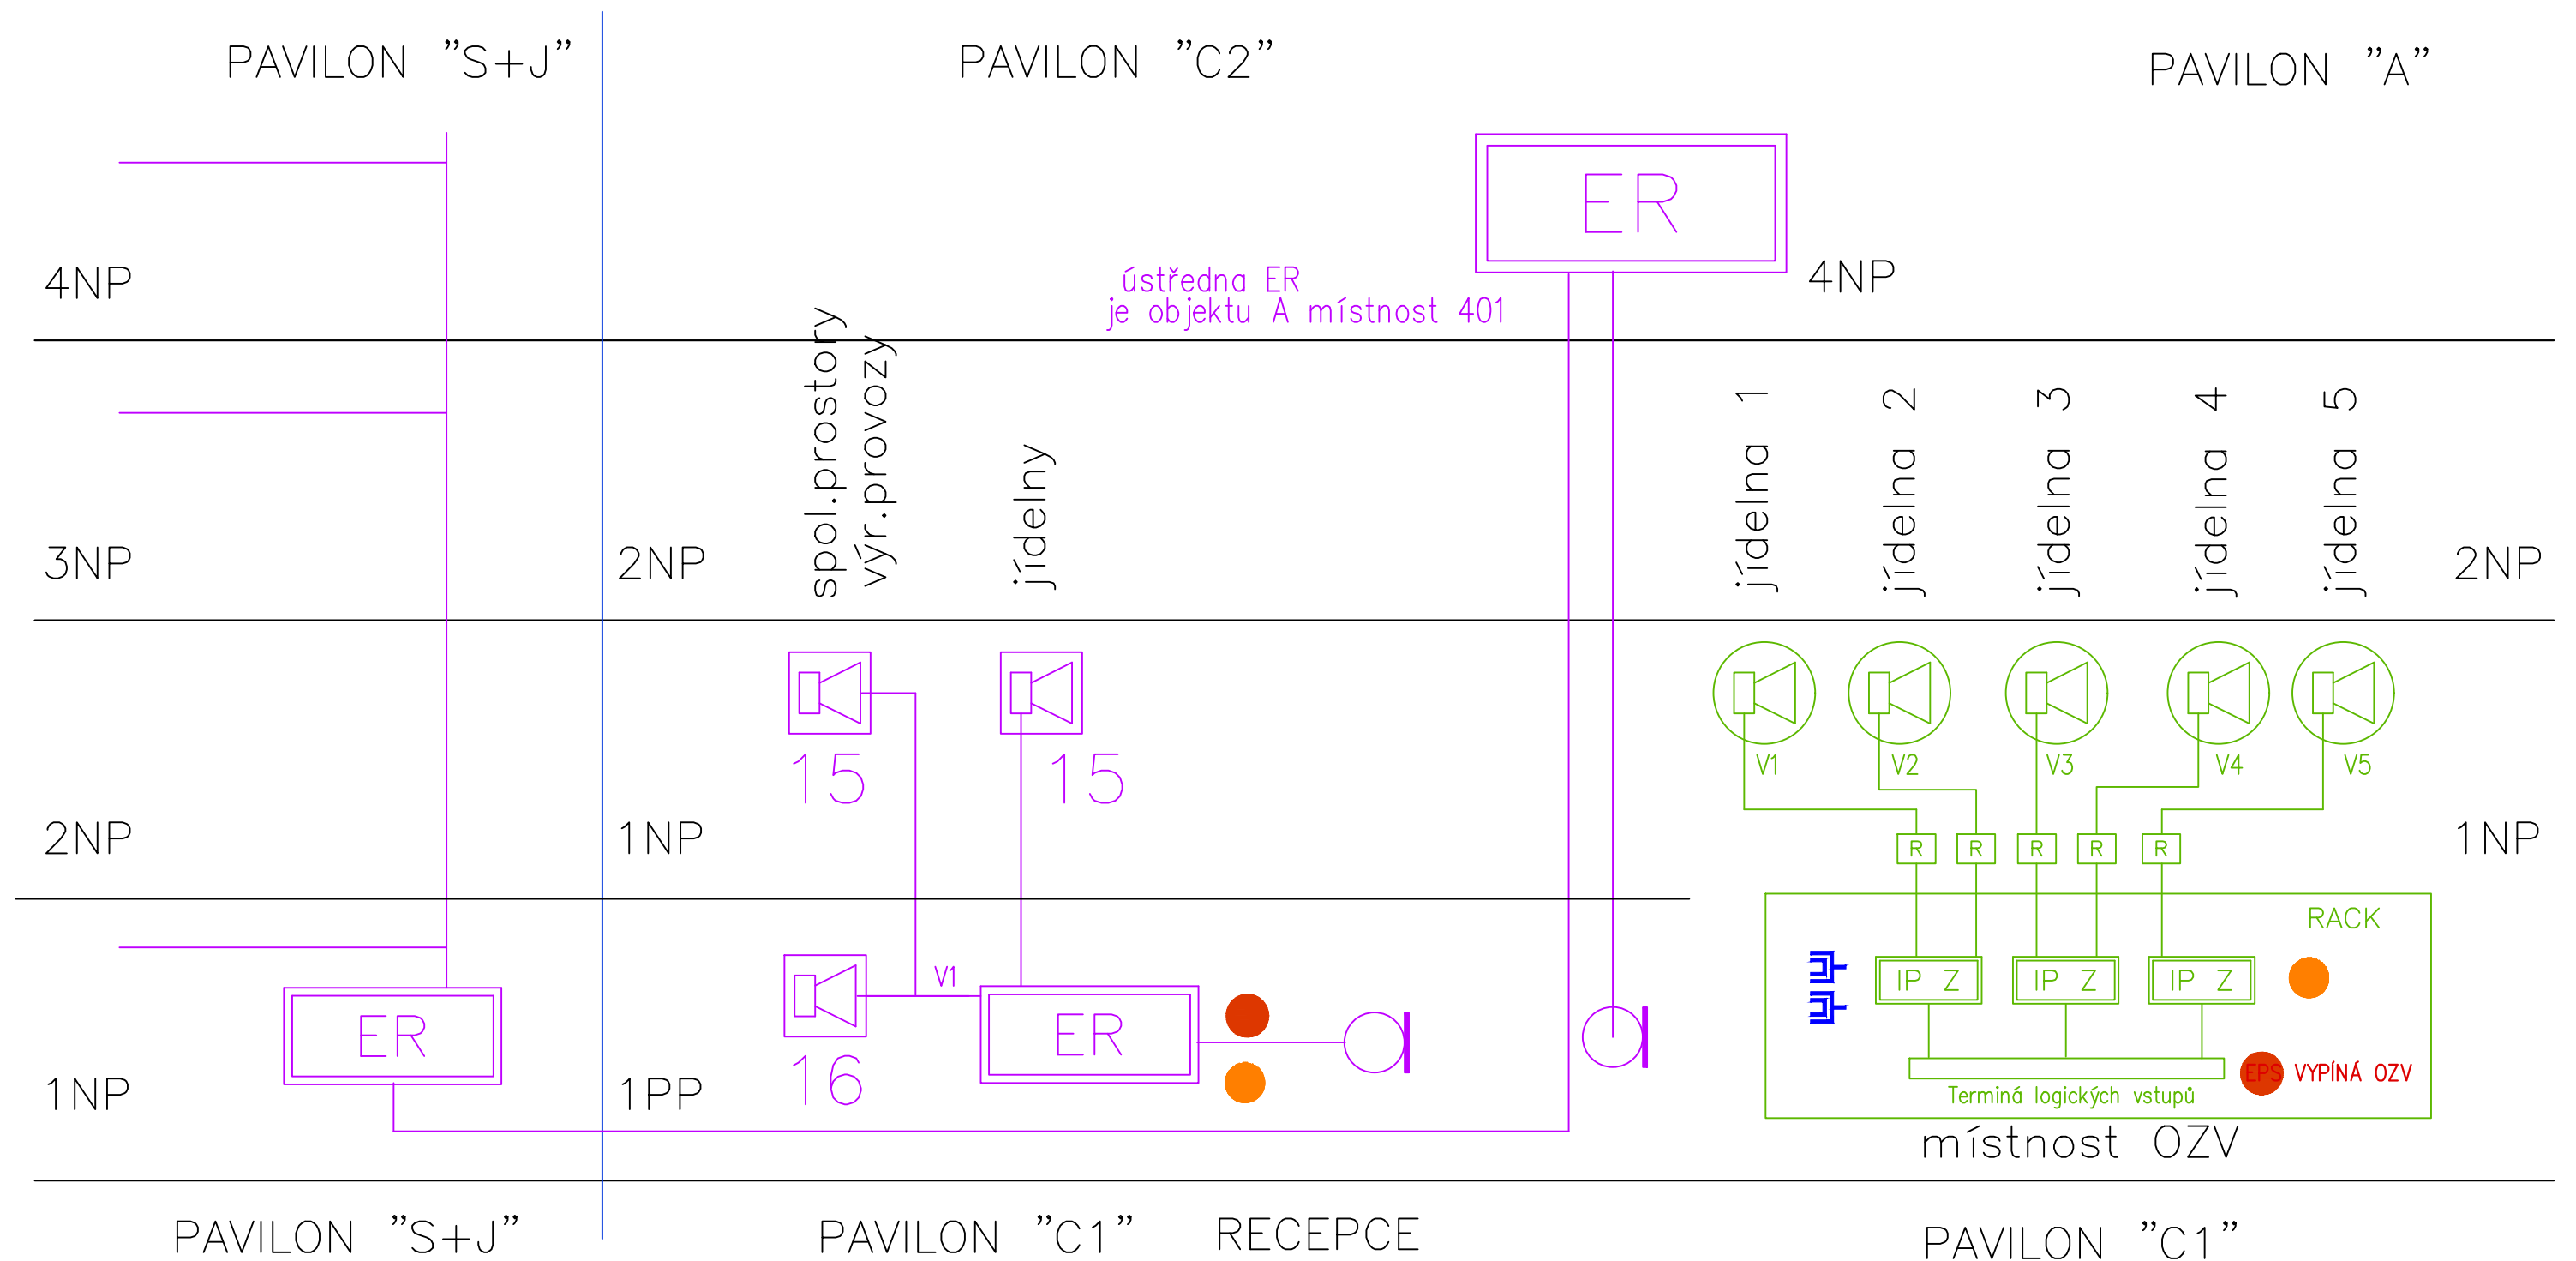 PAVILON "S+J"
PAVILON "C2"
PAVILON "A"
ER
4NP
ústředna ER
4NP
je objektu A místnost 401
spol.prostory
výr.provozy
jídelny
jídelna 1
jídelna 2
jídelna 3
jídelna 4
jídelna 5
3NP
2NP
2NP
15
15
V1
V2
V3
V4
V5
2NP
1NP
R
R
R
R
R
1NP
RACK
V1
IP Z
IP Z
IP Z
ER
ER
1NP
16
1PP
EPS VYPÍNÁ OZV
Terminá logických vstupů
místnost OZV
PAVILON "S+J"
PAVILON "C1"
RECEPCE
PAVILON "C1"